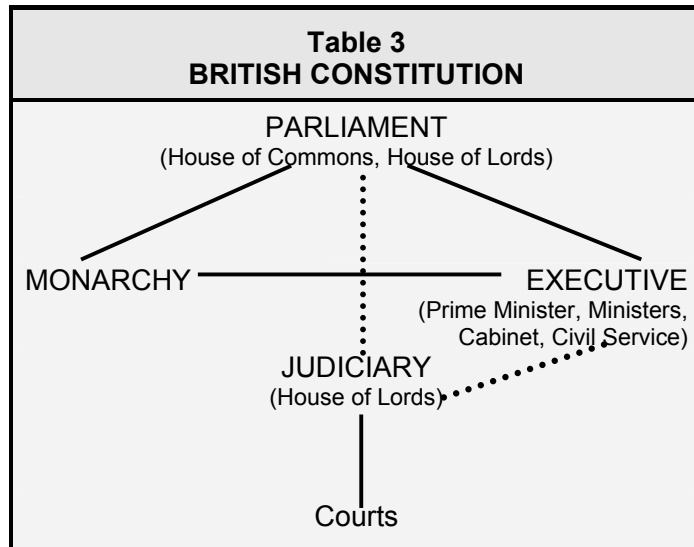 Table 3
BRITISH CONSTITUTION
PARLIAMENT
(House of Commons, House of Lords)
MONARCHY
EXECUTIVE
(Prime Minister, Ministers,
Cabinet, Civil Service)
JUDICIARY
(House of Lords)
Courts